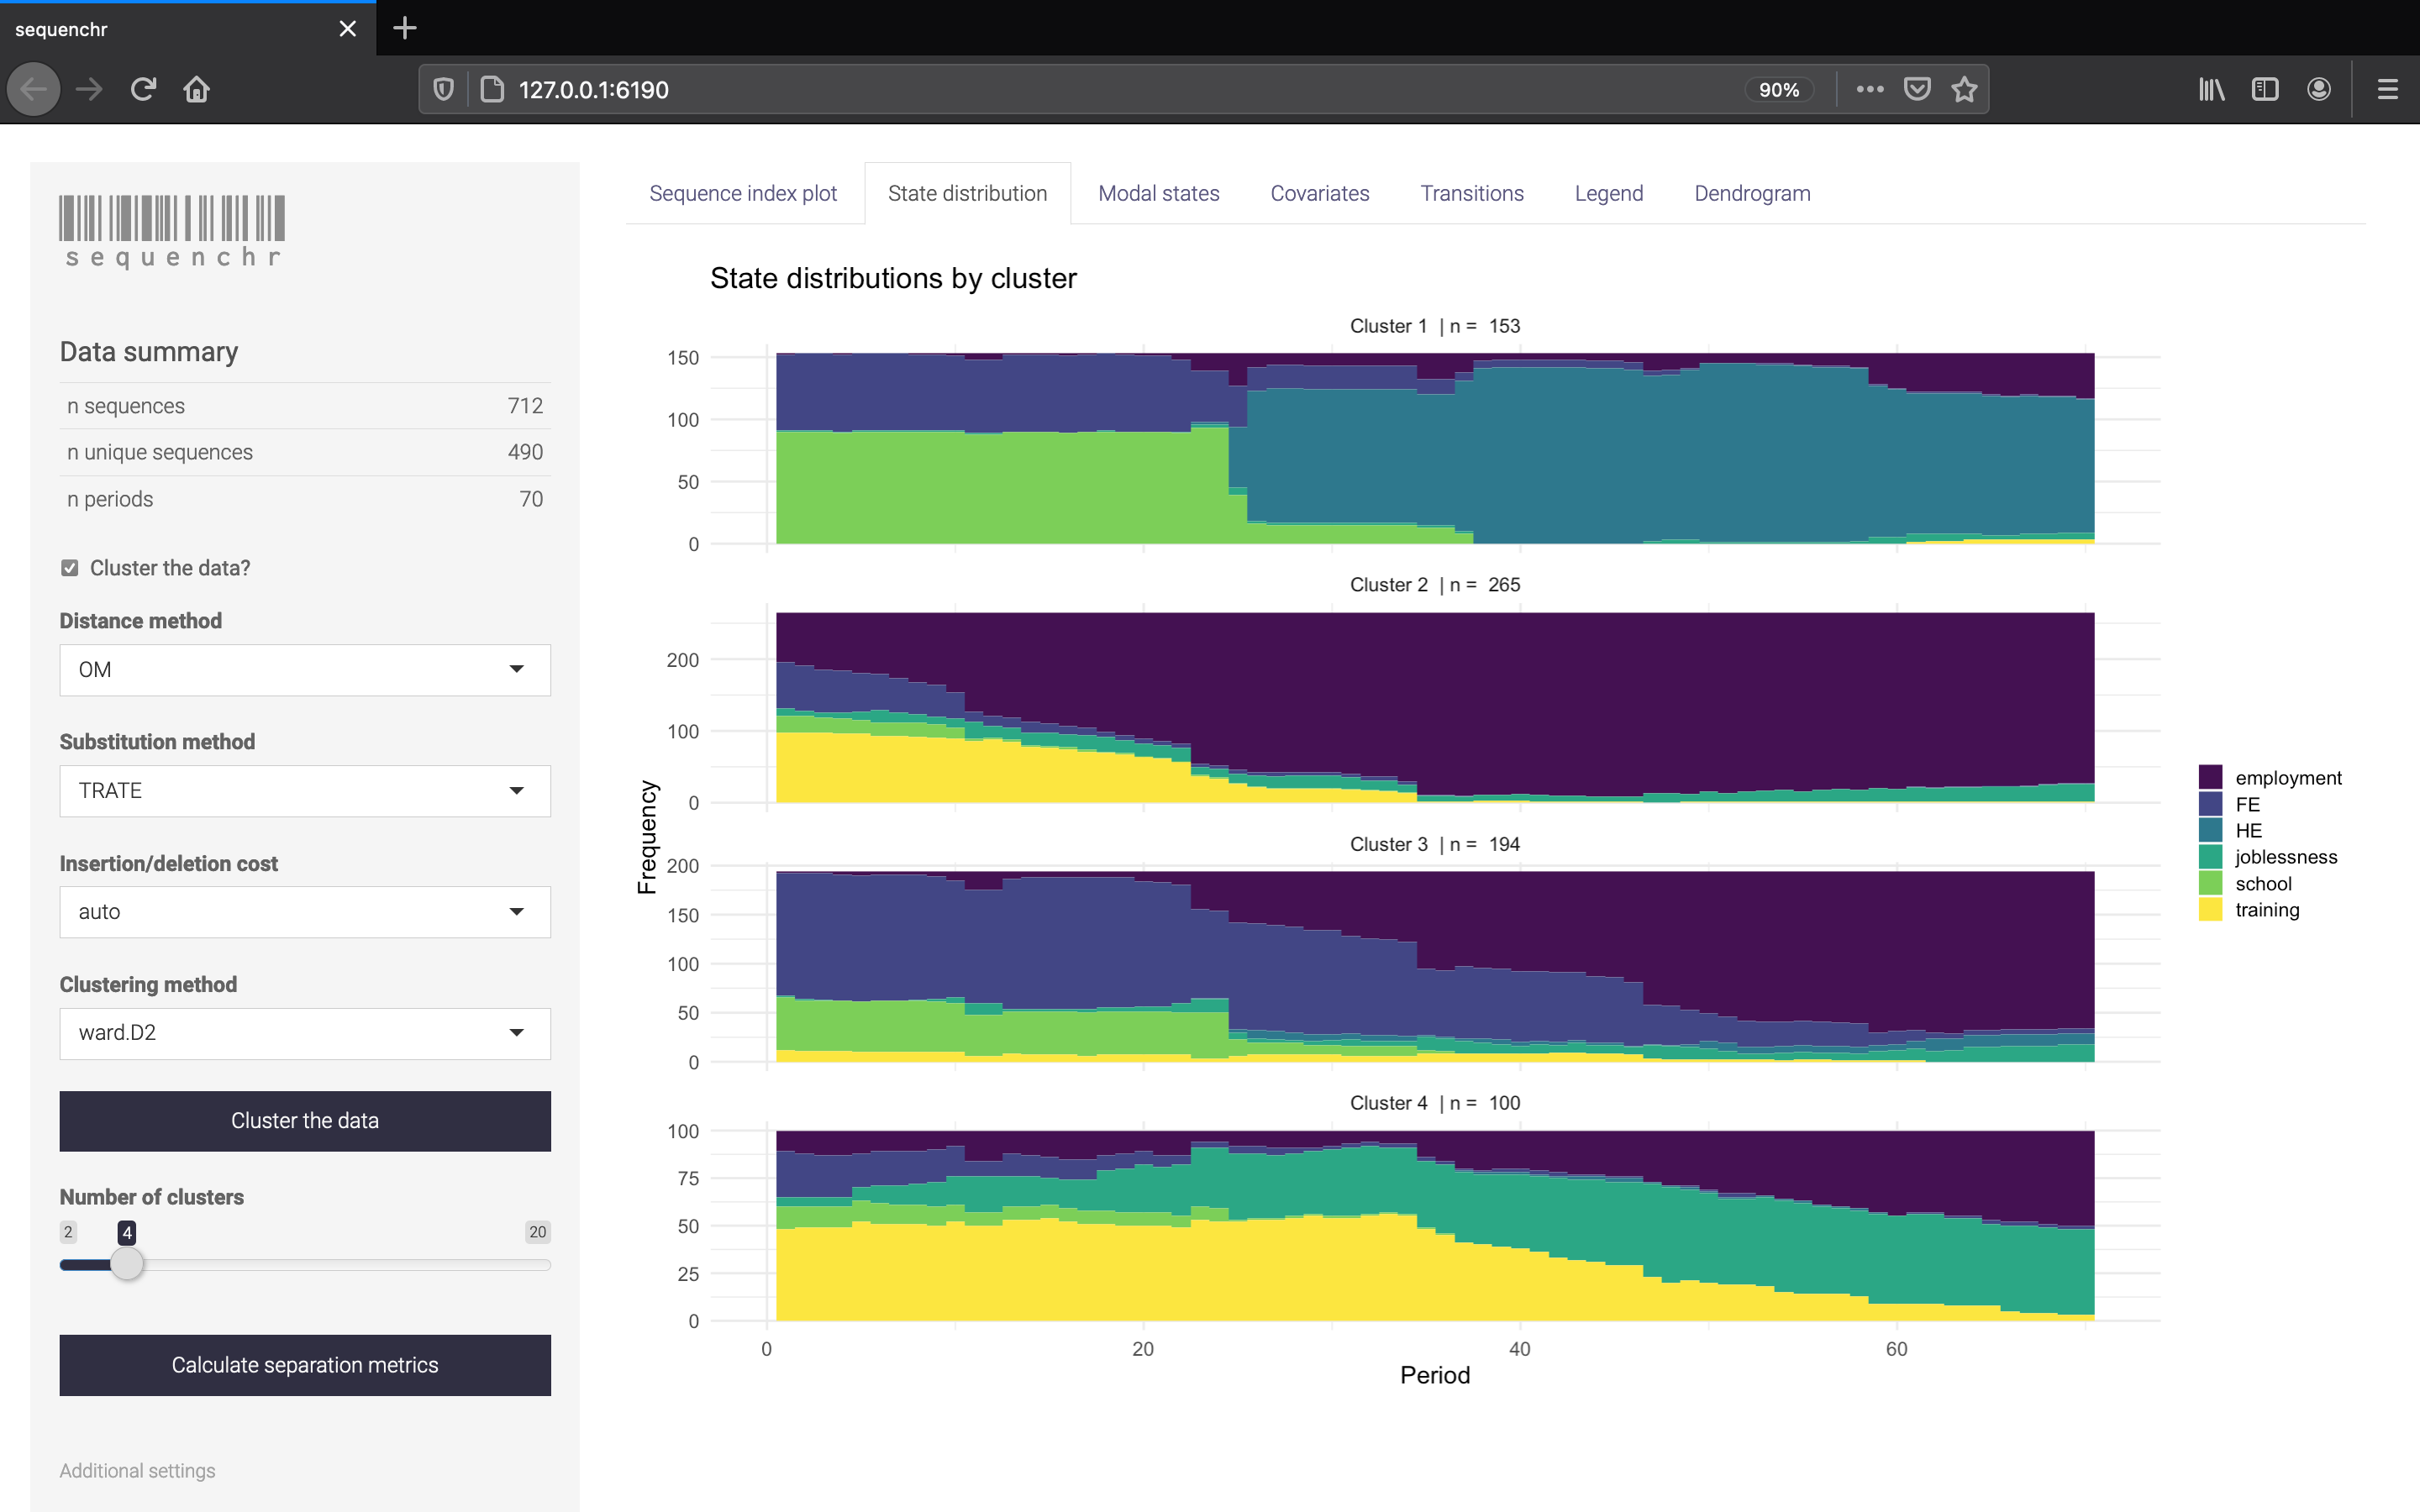 sequenchr
127.0.0.1:6190
90%
sequenchr
Data summary
n sequences 712
n unique sequences 490
n periods 70
Cluster the data?
Distance method
OM
Substitution method
TRATE
Insertion/deletion cost
auto
Clustering method
ward.D2
Cluster the data
Number of clusters
2 4 20
Calculate separation metrics
Additional settings
Sequence index plot State distribution Modal states Covariates Transitions Legend Dendrogram
State distributions by cluster
Cluster 1 | n = 153
150
100
50
0
Cluster 2 | n = 265
200
100
0
Cluster 3 | n = 194
200
150
100
50
0
Cluster 4 | n = 100
100
75
50
25
0
0 20 40 60
Period
Frequency
employment
FE
HE
joblessness
school
training